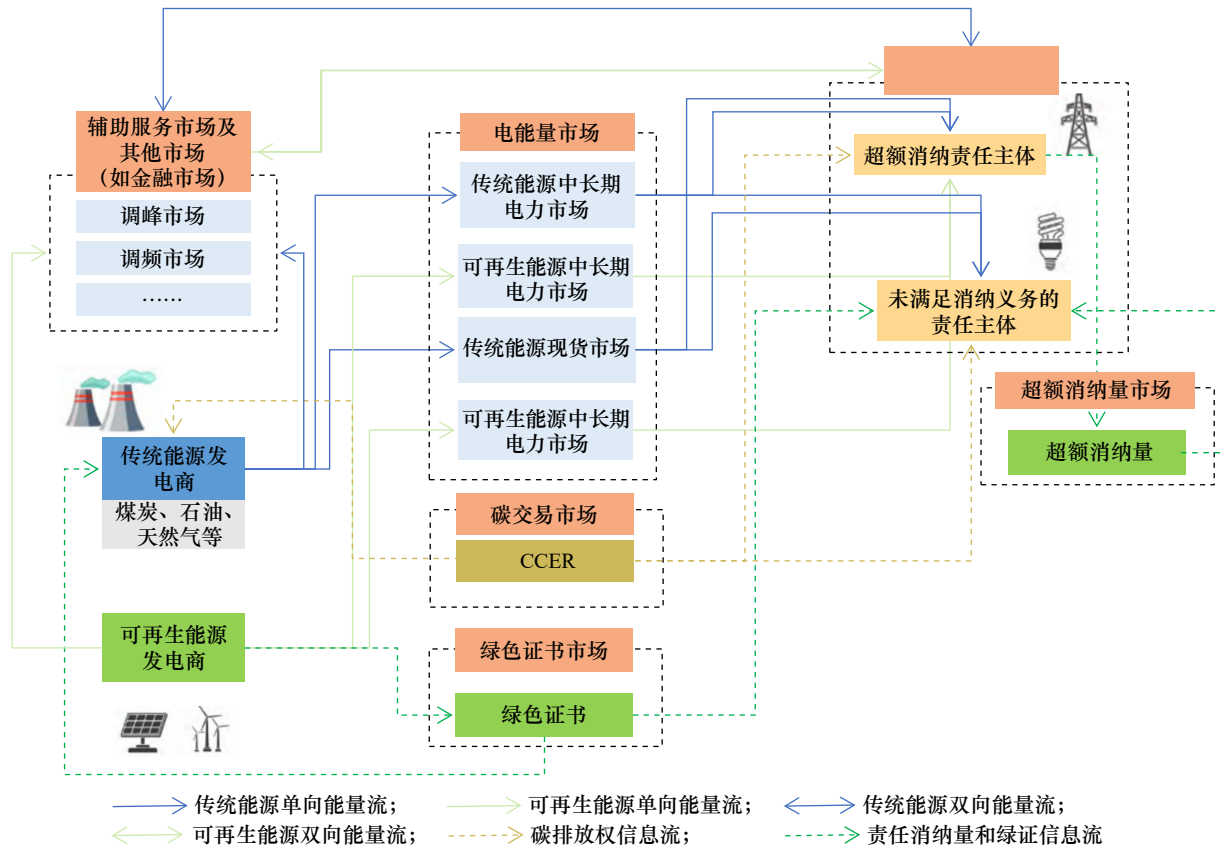 辅助服务市场及
其他市场
（如金融市场）
调峰市场
调频市场
……
电能量市场
传统能源中长期
电力市场
可再生能源中长期
电力市场
传统能源现货市场
可再生能源中长期
电力市场
超额消纳责任主体
未满足消纳义务的
责任主体
超额消纳量市场
超额消纳量
传统能源发
电商
煤炭、石油、
天然气等
碳交易市场
CCER
可再生能源
发电商
绿色证书市场
绿色证书
传统能源单向能量流；
可再生能源单向能量流；
传统能源双向能量流；
可再生能源双向能量流；
碳排放权信息流；
责任消纳量和绿证信息流